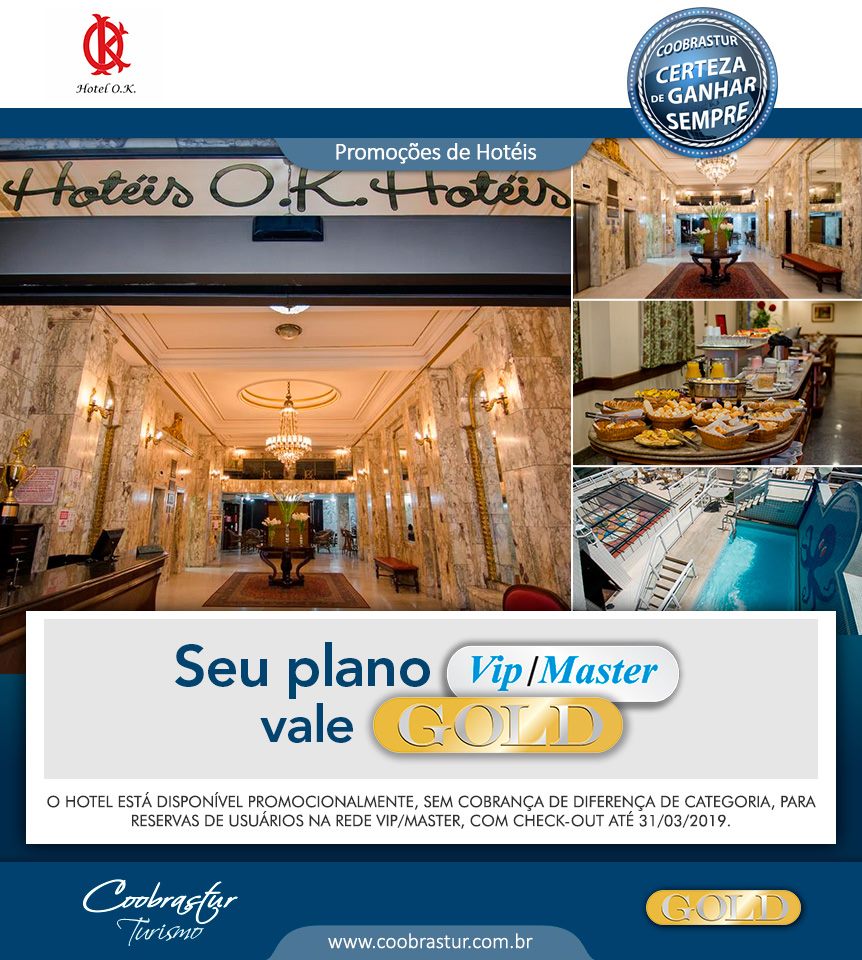 OK
Hotel O.K.
COOBRASTUR
CERTEZA
DE GANHAR
SEMPRE
Promoções de Hotéis
Hotéis O.K. Hotéis
Seu plano Vip/Master
vale GOLD
O HOTEL ESTÁ DISPONÍVEL PROMOCIONALMENTE, SEM COBRANÇA DE DIFERENÇA DE CATEGORIA, PARA
RESERVAS DE USUÁRIOS NA REDE VIP/MASTER, COM CHECK-OUT ATÉ 31/03/2019.
Coobrastur
Turismo
GOLD
www.coobrastur.com.br